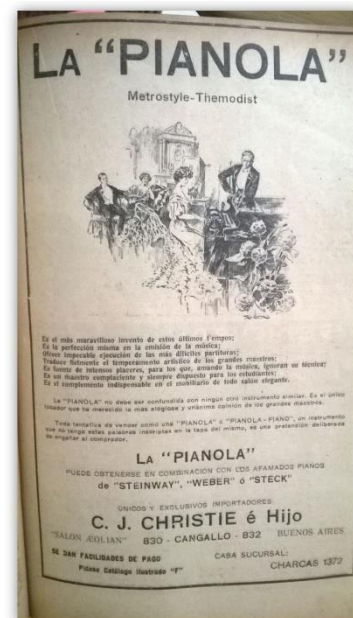 LA "PIANOLA"
Metrostyle-Themodist
Es el más maravilloso invento de estos últimos tiempos;
Es la perfección misma en la emisión de la música;
Ofrece impecable ejecución de las más difíciles partituras;
Traduce fielmente el temperamento artístico de los grandes maestros;
Es fuente de intensos placeres, para los que, amando la música, ignoran su técnica;
Es un maestro complaciente y siempre dispuesto para los estudiantes;
Es el complemento indispensable en el mobiliario de todo salón elegante.
La "PIANOLA" no debe ser confundida con ningun otro instrumento similar. Es el único
tocador que ha merecido la más elogiosa y unánime opinión de los grandes maestros.
Toda tentativa de vender como una "PIANOLA" ó "PIANOLA-PIANO", un instrumento
que no tenga estas palabras inscriptas en la tapa del mismo, es una pretensión deliberada
de engañar al comprador.
LA "PIANOLA"
PUEDE OBTENERSE EN COMBINACION CON LOS AFAMADOS PIANOS
de "STEINWAY", "WEBER" ó "STECK"
ÚNICOS Y EXCLUSIVOS IMPORTADORES:
C. J. CHRISTIE é Hijo
"SALON ÆOLIAN" 830 - CANGALLO - 832 BUENOS AIRES
SE DAN FACILIDADES DE PAGO CASA SUCURSAL:
Pídase Catálogo Ilustrado "F" CHARCAS 1372